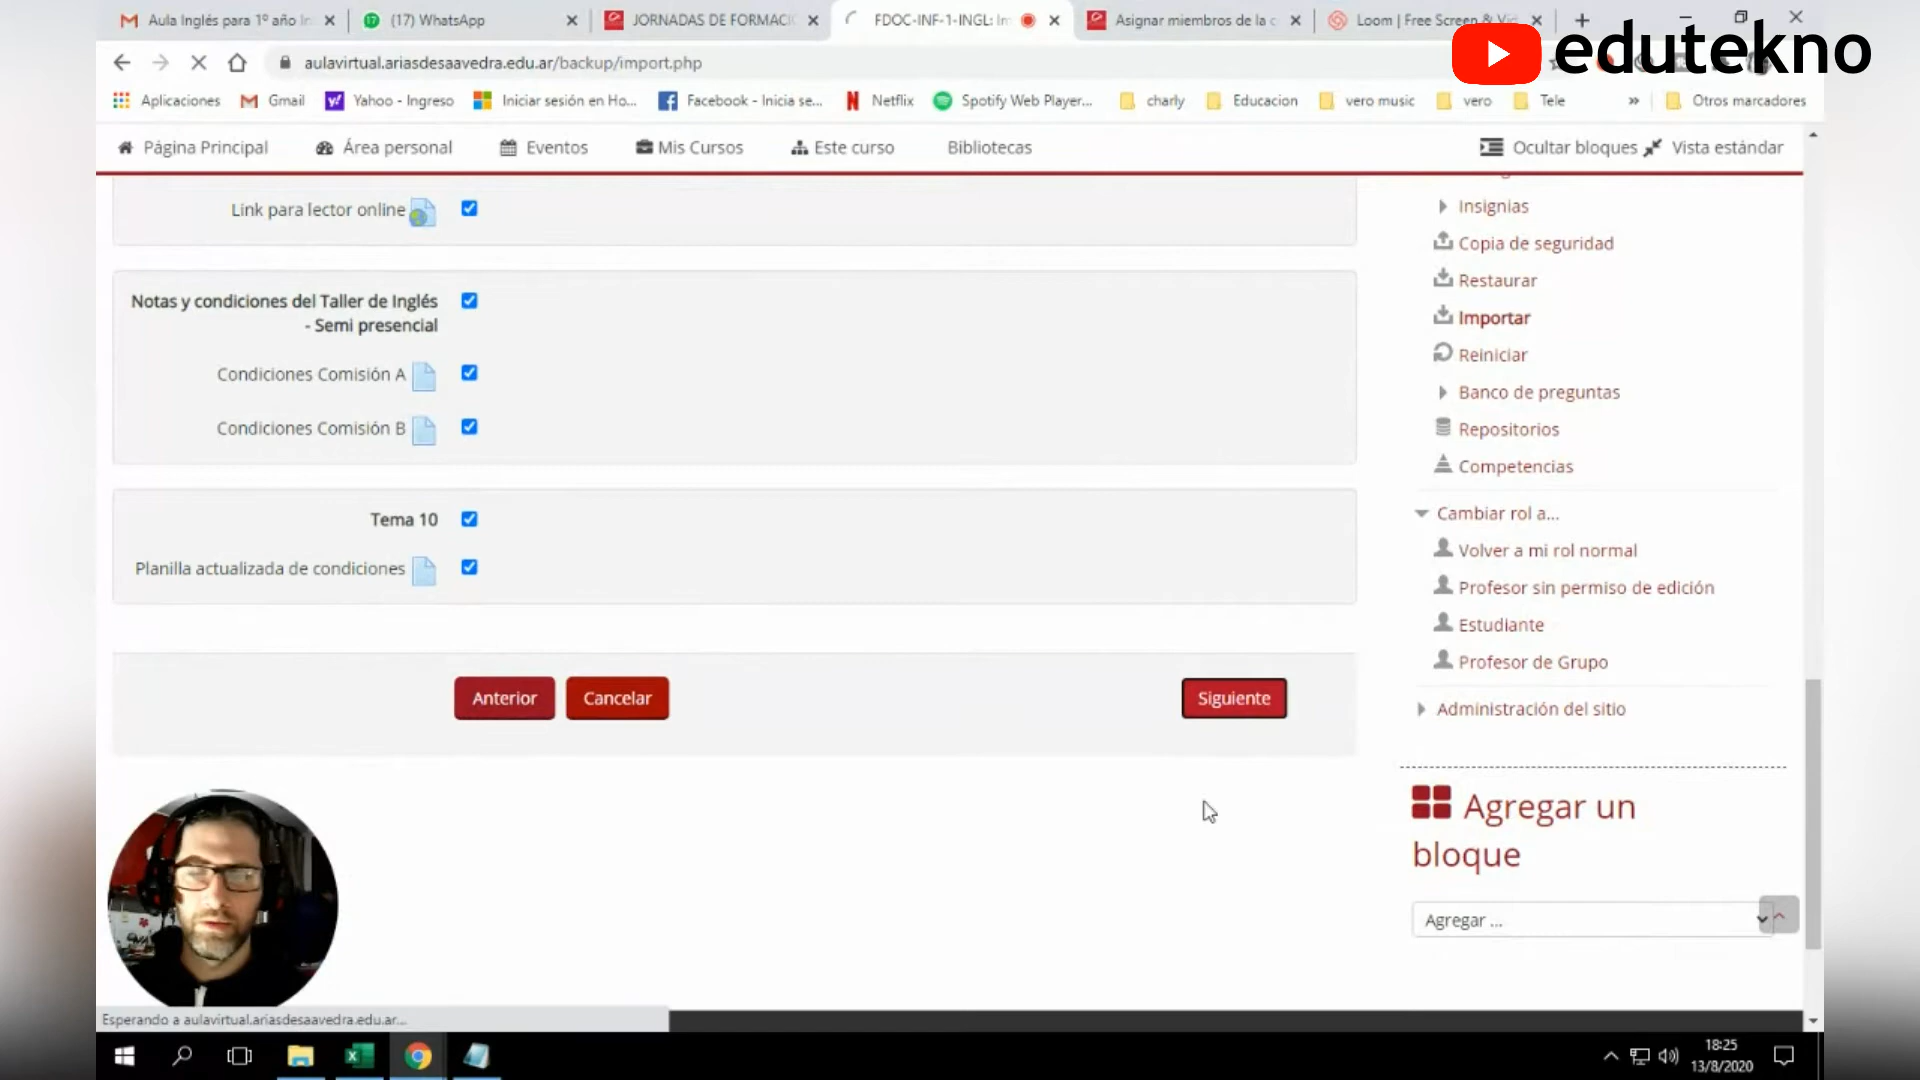 Aula Inglés para 1º año In
(17) WhatsApp
JORNADAS DE FORMACI
FDOC-INF-1-INGL: Im
Asignar miembros de la c
Loom | Free Screen & Vid
edutekno
aulavirtual.ariasdesaavedra.edu.ar/backup/import.php
Aplicaciones
Gmail
Yahoo - Ingreso
Iniciar sesión en Ho...
Facebook - Inicia se...
Netflix
Spotify Web Player...
charly
Educacion
vero music
vero
Tele
»
Otros marcadores
Página Principal
Área personal
Eventos
Mis Cursos
Este curso
Bibliotecas
Ocultar bloques
Vista estándar
Link para lector online
Notas y condiciones del Taller de Inglés
- Semi presencial
Condiciones Comisión A
Condiciones Comisión B
Tema 10
Planilla actualizada de condiciones
Anterior
Cancelar
Siguiente
Insignias
Copia de seguridad
Restaurar
Importar
Reiniciar
Banco de preguntas
Repositorios
Competencias
Cambiar rol a...
Volver a mi rol normal
Profesor sin permiso de edición
Estudiante
Profesor de Grupo
Administración del sitio
Agregar un
bloque
Agregar ...
Esperando a aulavirtual.ariasdesaavedra.edu.ar...
18:25
13/8/2020